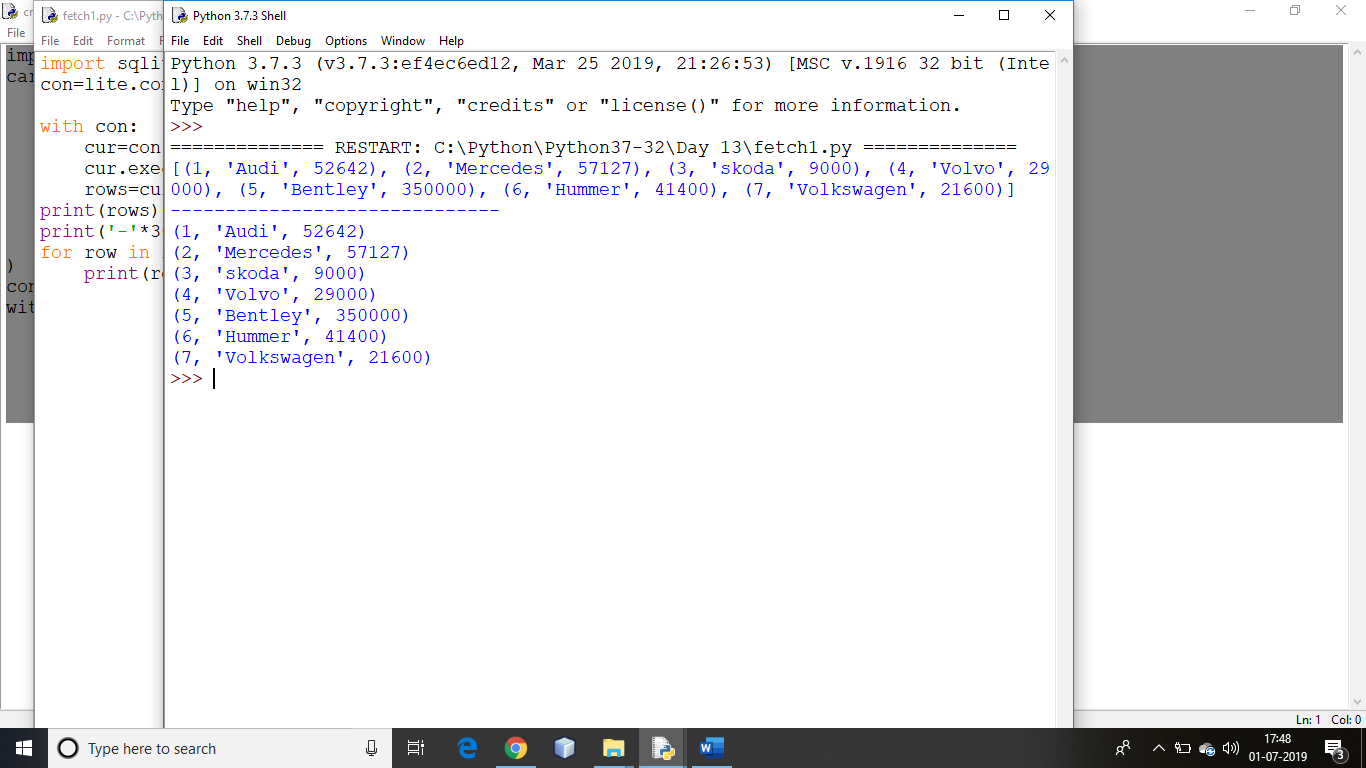 fetch1.py - C:\Pyth
Python 3.7.3 Shell
File
File Edit Format
File Edit Shell Debug Options Window Help
import sqli
con=lite.co
with con:
cur=con
cur.exe
rows=cu
print(rows)
print('-'*3
for row in
print(r
)
con
wit
Python 3.7.3 (v3.7.3:ef4ec6ed12, Mar 25 2019, 21:26:53) [MSC v.1916 32 bit (Inte
l)] on win32
Type "help", "copyright", "credits" or "license()" for more information.
>>>
============== RESTART: C:\Python\Python37-32\Day 13\fetch1.py ==============
[(1, 'Audi', 52642), (2, 'Mercedes', 57127), (3, 'skoda', 9000), (4, 'Volvo', 29
000), (5, 'Bentley', 350000), (6, 'Hummer', 41400), (7, 'Volkswagen', 21600)]
------------------------------
(1, 'Audi', 52642)
(2, 'Mercedes', 57127)
(3, 'skoda', 9000)
(4, 'Volvo', 29000)
(5, 'Bentley', 350000)
(6, 'Hummer', 41400)
(7, 'Volkswagen', 21600)
>>>
Ln: 1 Col: 0
Type here to search
17:48
01-07-2019
3